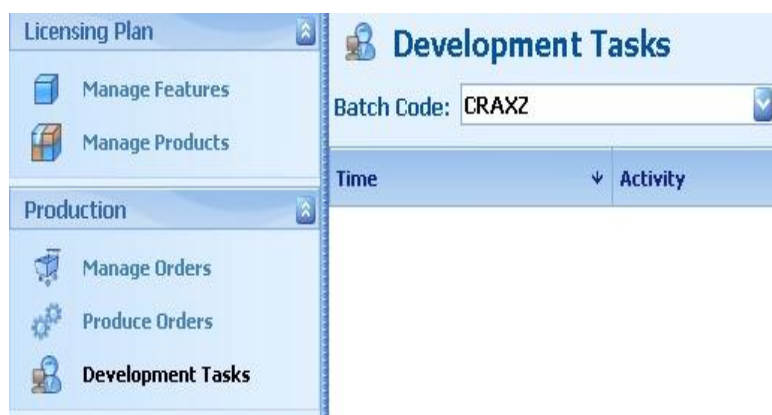 Licensing Plan
Manage Features
Manage Products
Production
Manage Orders
Produce Orders
Development Tasks
Development Tasks
Batch Code: CRAXZ
Time Activity